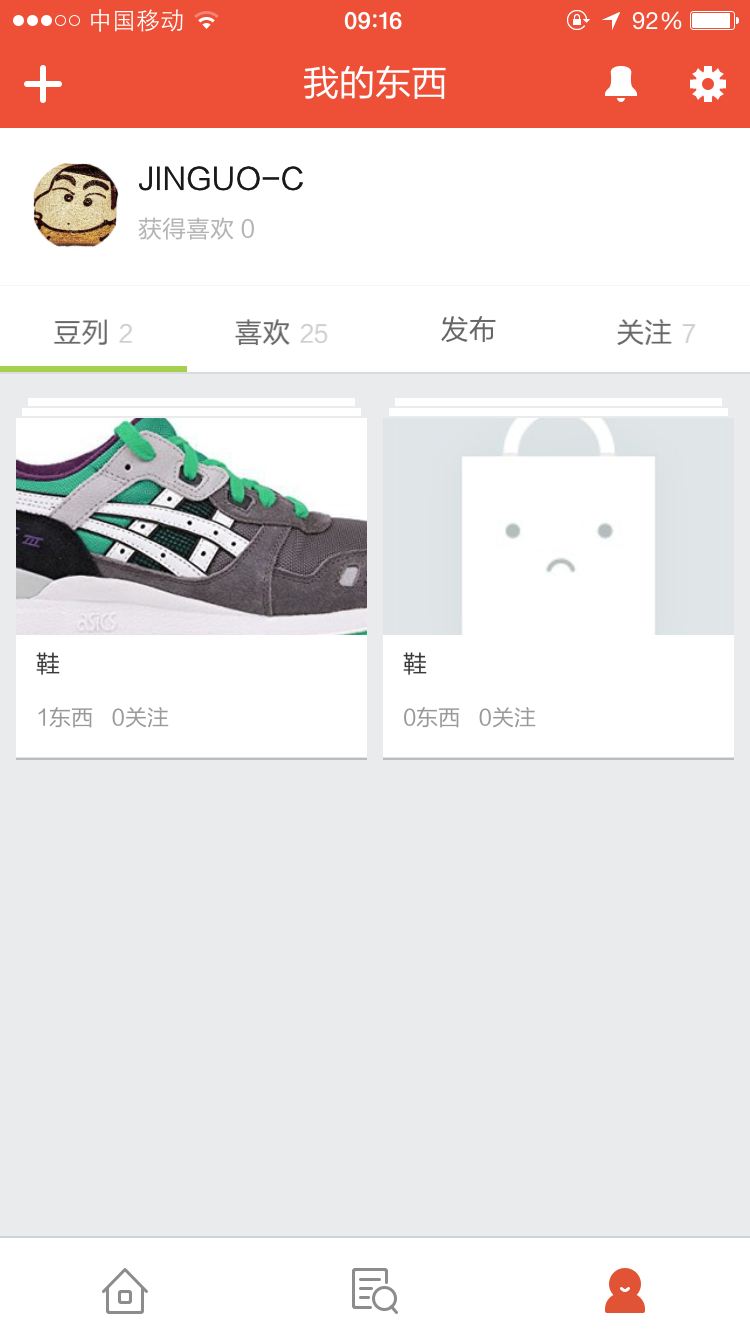 中国移动 09:16 92%
我的东西
JINGUO-C
获得喜欢 0
豆列 2 喜欢 25 发布 关注 7
III
asics
鞋 鞋
1东西 0关注 0东西 0关注